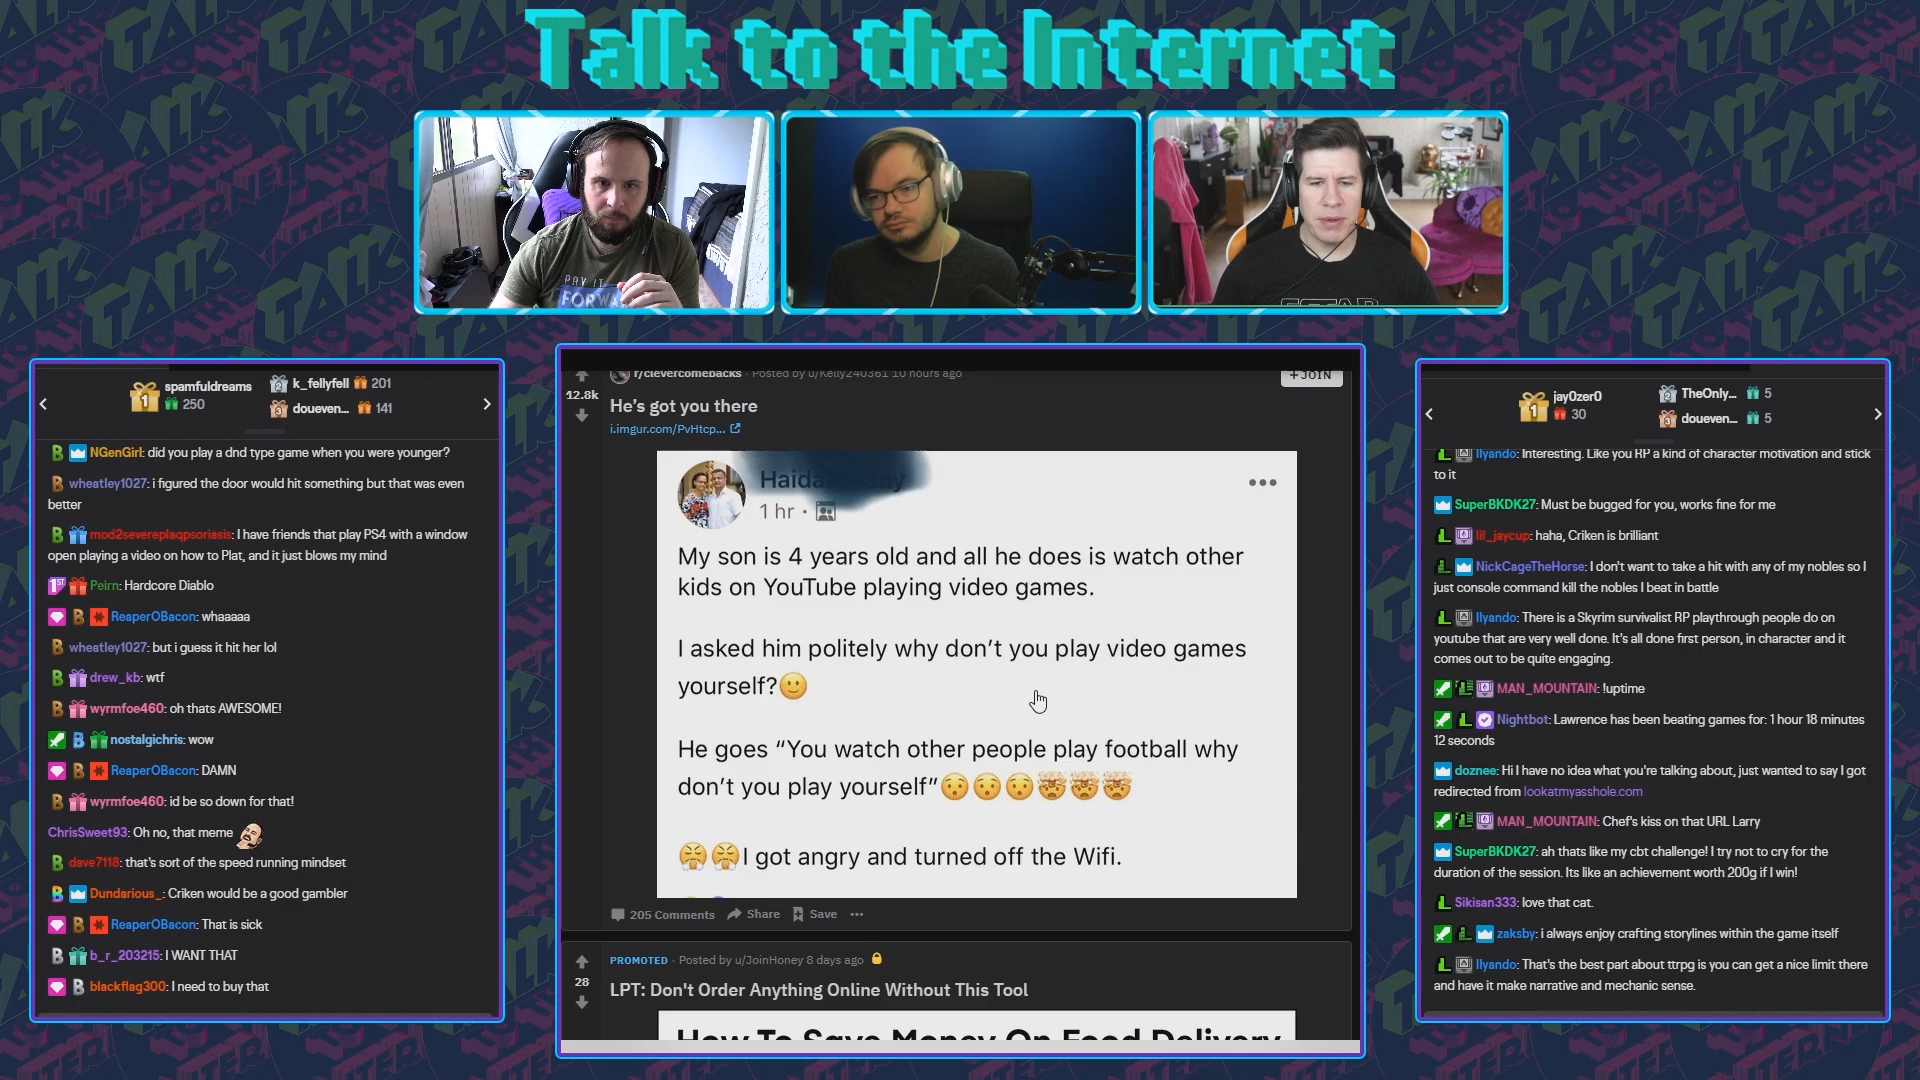 Talk to the Internet
PAY IT
FORWARD
spamfuldreams
250
k_fellyfell 201
doueven... 141
NGenGirl: did you play a dnd type game when you were younger?
wheatley1027: i figured the door would hit something but that was even
better
mod2severeplaqpsoriasis: I have friends that play PS4 with a window
open playing a video on how to Plat, and it just blows my mind
Peirn: Hardcore Diablo
ReaperOBacon: whaaaaa
wheatley1027: but i guess it hit her lol
drew_kb: wtf
wyrmfoe460: oh thats AWESOME!
nostalgichris: wow
ReaperOBacon: DAMN
wyrmfoe460: id be so down for that!
ChrisSweet93: Oh no, that meme
dave7118: that's sort of the speed running mindset
Dundarious_: Criken would be a good gambler
ReaperOBacon: That is sick
b_r_203215: I WANT THAT
blackflag300: I need to buy that
r/clevercomebacks · Posted by u/Kelly240361 10 hours ago
+ JOIN
12.8k
He's got you there
i.imgur.com/PvHtcp...
1 hr ·
My son is 4 years old and all he does is watch other
kids on YouTube playing video games.
I asked him politely why don't you play video games
yourself?🙂
He goes “You watch other people play football why
don't you play yourself”😯😯😯🤯🤯🤯
😤😤I got angry and turned off the Wifi.
205 Comments Share Save ...
PROMOTED · Posted by u/JoinHoney 8 days ago
28
LPT: Don't Order Anything Online Without This Tool
How To Save Money On Food Delivery
jay0zer0
30
TheOnly... 5
doueven... 5
Ilyando: Interesting. Like you RP a kind of character motivation and stick
to it
SuperBKDK27: Must be bugged for you, works fine for me
lil_jaycup: haha, Criken is brilliant
NickCageTheHorse: I don't want to take a hit with any of my nobles so I
just console command kill the nobles I beat in battle
Ilyando: There is a Skyrim survivalist RP playthrough people do on
youtube that are very well done. It's all done first person, in character and it
comes out to be quite engaging.
MAN_MOUNTAIN: !uptime
Nightbot: Lawrence has been beating games for: 1 hour 18 minutes
12 seconds
doznee: Hi I have no idea what you're talking about, just wanted to say I got
redirected from lookatmyasshole.com
MAN_MOUNTAIN: Chef's kiss on that URL Larry
SuperBKDK27: ah thats like my cbt challenge! I try not to cry for the
duration of the session. Its like an achievement worth 200g if I win!
Sikisan333: love that cat.
zaksby: i always enjoy crafting storylines within the game itself
Ilyando: That's the best part about ttrpg is you can get a nice limit there
and have it make narrative and mechanic sense.